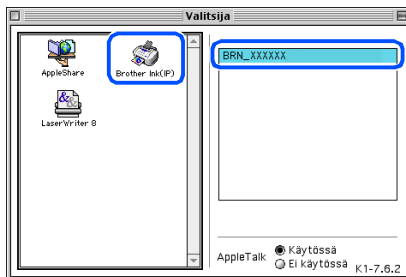 Valitsija
AppleShare
Brother Ink(IP)
LaserWriter 8
BRN_XXXXXX
AppleTalk
Käytössä
Ei käytössä
K1-7.6.2